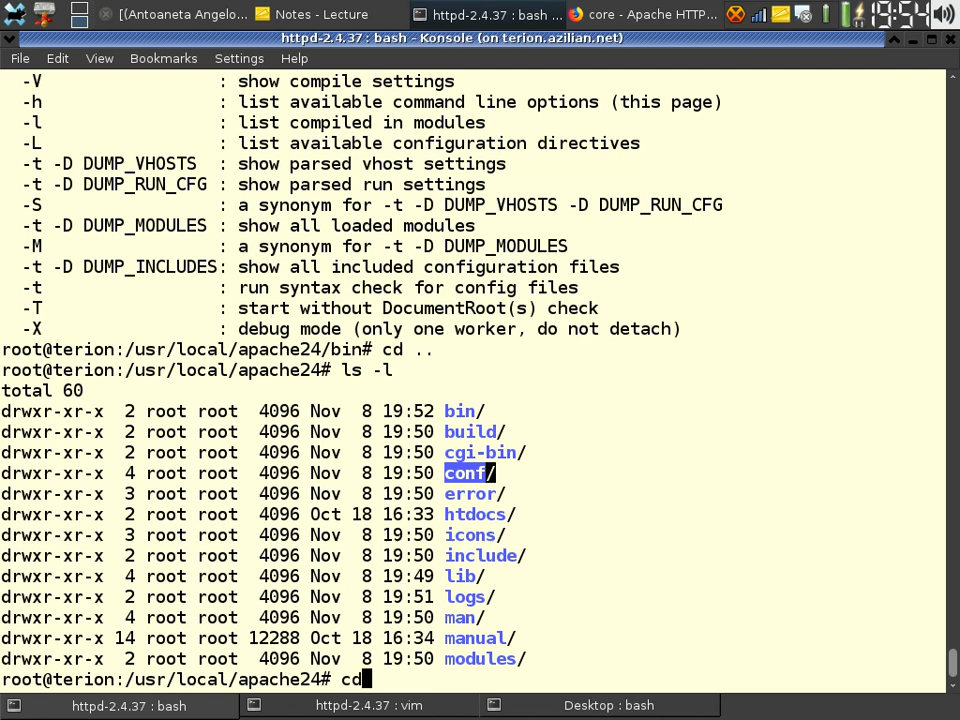 [(Antoaneta Angelo...
Notes - Lecture
httpd-2.4.37 : bash ...
core - Apache HTTP...
19:54
httpd-2.4.37 : bash - Konsole (on terion.azilian.net)
File Edit View Bookmarks Settings Help
-V : show compile settings
-h : list available command line options (this page)
-l : list compiled in modules
-L : list available configuration directives
-t -D DUMP_VHOSTS : show parsed vhost settings
-t -D DUMP_RUN_CFG : show parsed run settings
-S : a synonym for -t -D DUMP_VHOSTS -D DUMP_RUN_CFG
-t -D DUMP_MODULES : show all loaded modules
-M : a synonym for -t -D DUMP_MODULES
-t -D DUMP_INCLUDES: show all included configuration files
-t : run syntax check for config files
-T : start without DocumentRoot(s) check
-X : debug mode (only one worker, do not detach)
root@terion:/usr/local/apache24/bin# cd ..
root@terion:/usr/local/apache24# ls -l
total 60
drwxr-xr-x 2 root root 4096 Nov 8 19:52 bin/
drwxr-xr-x 2 root root 4096 Nov 8 19:50 build/
drwxr-xr-x 2 root root 4096 Nov 8 19:50 cgi-bin/
drwxr-xr-x 4 root root 4096 Nov 8 19:50 conf/
drwxr-xr-x 3 root root 4096 Nov 8 19:50 error/
drwxr-xr-x 2 root root 4096 Oct 18 16:33 htdocs/
drwxr-xr-x 3 root root 4096 Nov 8 19:50 icons/
drwxr-xr-x 2 root root 4096 Nov 8 19:50 include/
drwxr-xr-x 4 root root 4096 Nov 8 19:49 lib/
drwxr-xr-x 2 root root 4096 Nov 8 19:51 logs/
drwxr-xr-x 4 root root 4096 Nov 8 19:50 man/
drwxr-xr-x 14 root root 12288 Oct 18 16:34 manual/
drwxr-xr-x 2 root root 4096 Nov 8 19:50 modules/
root@terion:/usr/local/apache24# cd
httpd-2.4.37 : bash
httpd-2.4.37 : vim
Desktop : bash